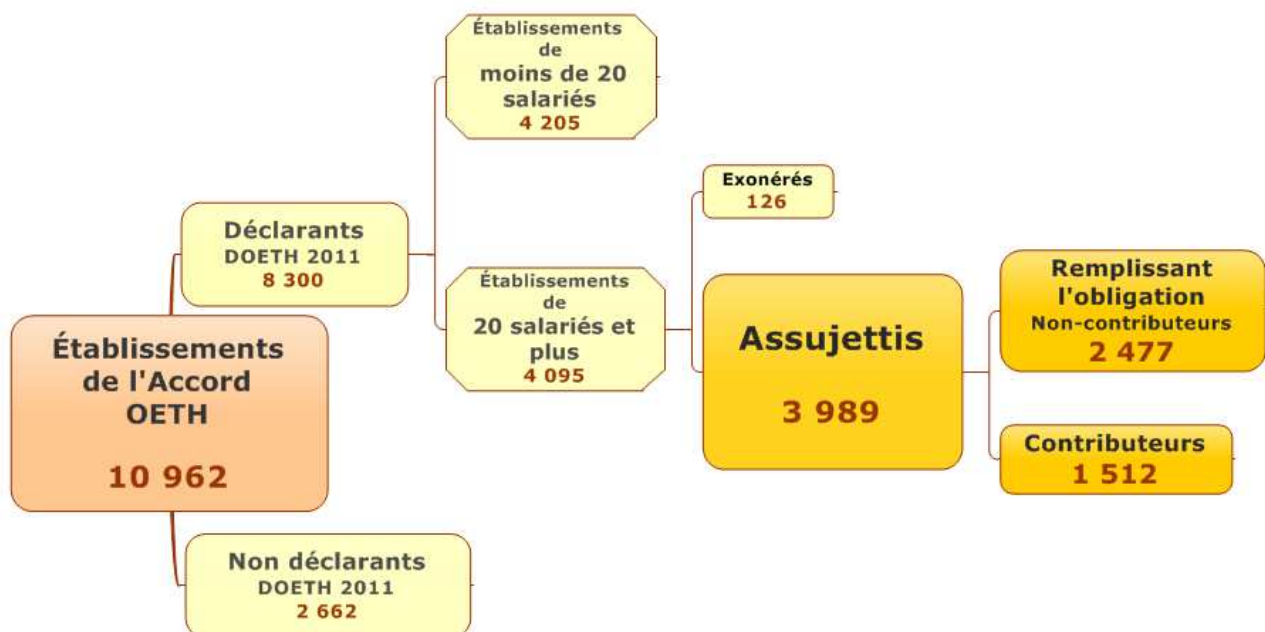 Établissements
de l'Accord
OETH
10 962
Déclarants
DOETH 2011
8 300
Non déclarants
DOETH 2011
2 662
Établissements
de
moins de 20
salariés
4 205
Établissements
de
20 salariés et
plus
4 095
Exonérés
126
Assujettis
3 989
Remplissant
l'obligation
Non-contributeurs
2 477
Contributeurs
1 512